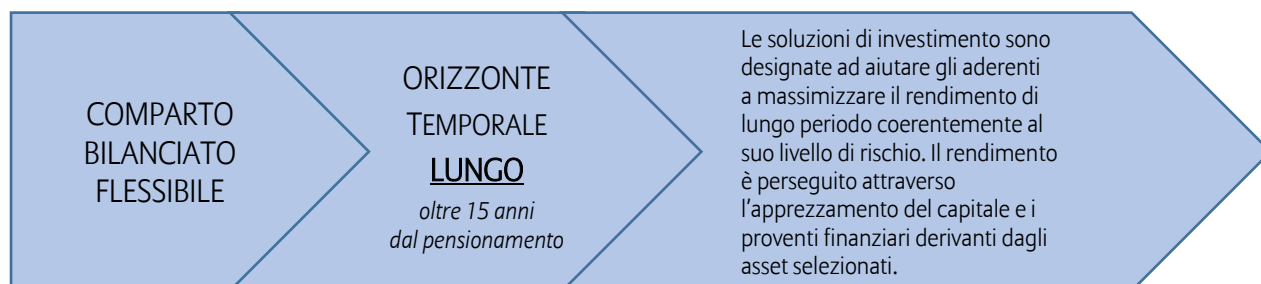 COMPARTO
BILANCIATO
FLESSIBILE
ORIZZONTE
TEMPORALE
LUNGO
oltre 15 anni
dal pensionamento
Le soluzioni di investimento sono
designate ad aiutare gli aderenti
a massimizzare il rendimento di
lungo periodo coerentemente al
suo livello di rischio. Il rendimento
è perseguito attraverso
l'apprezzamento del capitale e i
proventi finanziari derivanti dagli
asset selezionati.